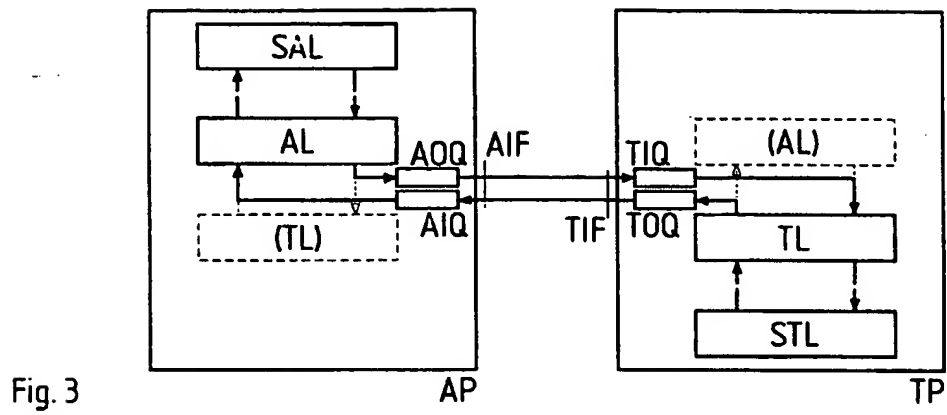 SAL
AL
AOQ
AIF
TIQ
(AL)
(TL)
AIQ
TIF
TOQ
TL
STL
Fig. 3
AP
TP